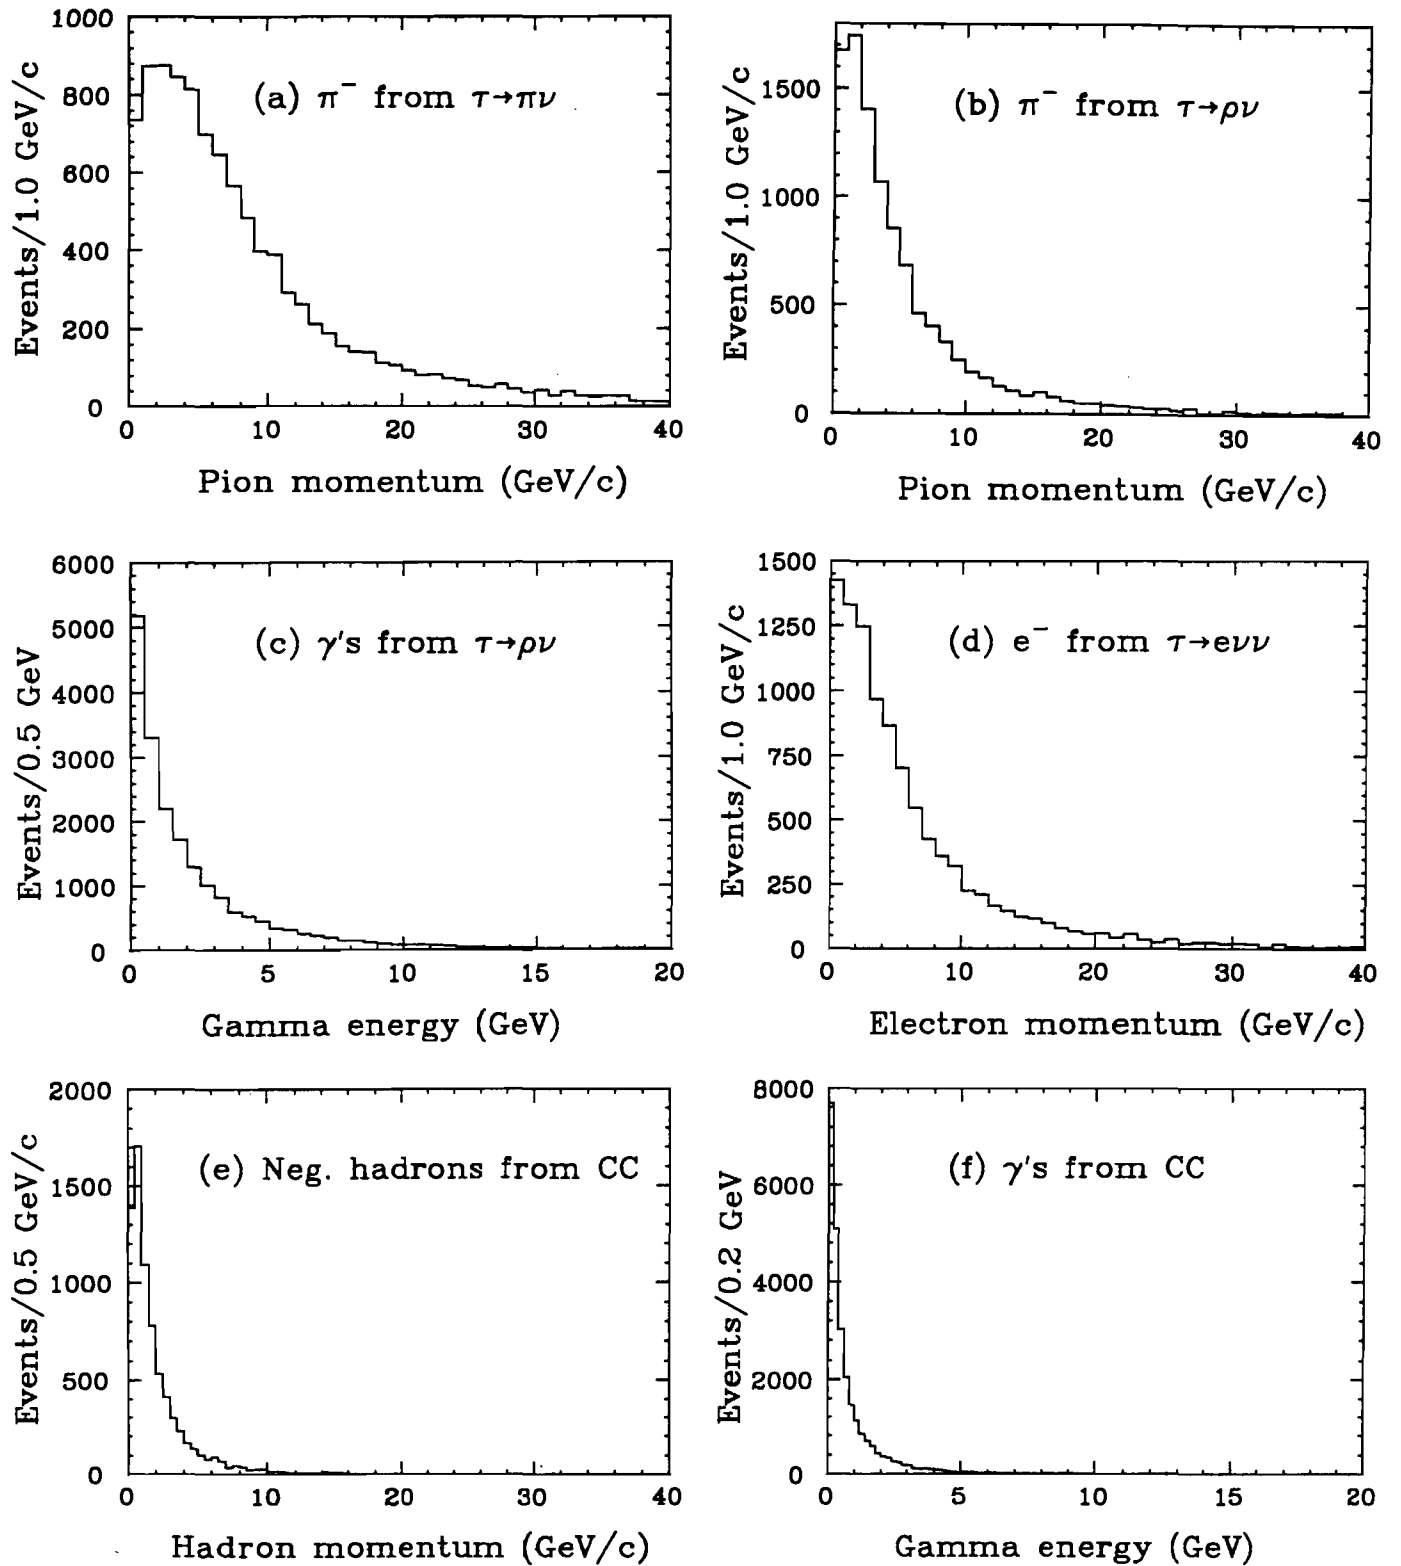 1000
800
600
400
200
0
Events/1.0 GeV/c
(a) π⁻ from τ→πν
0 10 20 30 40
Pion momentum (GeV/c)
1500
1000
500
0
Events/1.0 GeV/c
(b) π⁻ from τ→ρν
0 10 20 30 40
Pion momentum (GeV/c)
6000
5000
4000
3000
2000
1000
0
Events/0.5 GeV
(c) γ's from τ→ρν
0 5 10 15 20
Gamma energy (GeV)
1500
1250
1000
750
500
250
0
Events/1.0 GeV/c
(d) e⁻ from τ→eνν
0 10 20 30 40
Electron momentum (GeV/c)
2000
1500
1000
500
0
Events/0.5 GeV/c
(e) Neg. hadrons from CC
0 10 20 30 40
Hadron momentum (GeV/c)
8000
6000
4000
2000
0
Events/0.2 GeV
(f) γ's from CC
0 5 10 15 20
Gamma energy (GeV)